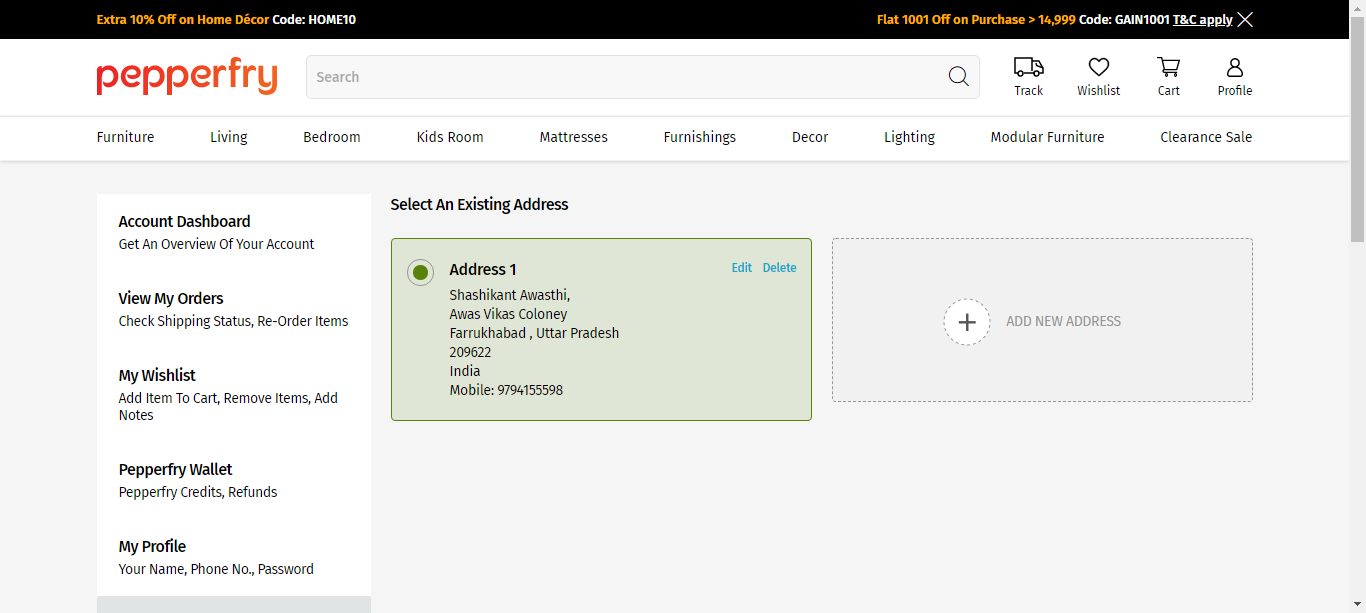 Extra 10% Off on Home Décor Code: HOME10
Flat 1001 Off on Purchase > 14,999 Code: GAIN1001 T&C apply
pepperfry
Search
Track
Wishlist
Cart
Profile
Furniture
Living
Bedroom
Kids Room
Mattresses
Furnishings
Decor
Lighting
Modular Furniture
Clearance Sale
Account Dashboard
Get An Overview Of Your Account
View My Orders
Check Shipping Status, Re-Order Items
My Wishlist
Add Item To Cart, Remove Items, Add
Notes
Pepperfry Wallet
Pepperfry Credits, Refunds
My Profile
Your Name, Phone No., Password
Select An Existing Address
Address 1
Edit Delete
Shashikant Awasthi,
Awas Vikas Coloney
Farrukhabad , Uttar Pradesh
209622
India
Mobile: 9794155598
ADD NEW ADDRESS